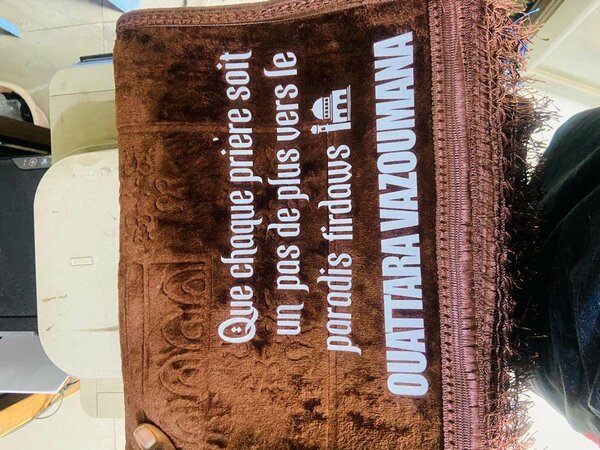 Que chaque prière soit
un pas de plus vers le
paradis firdaws
OUATTARA VAZOUMANA